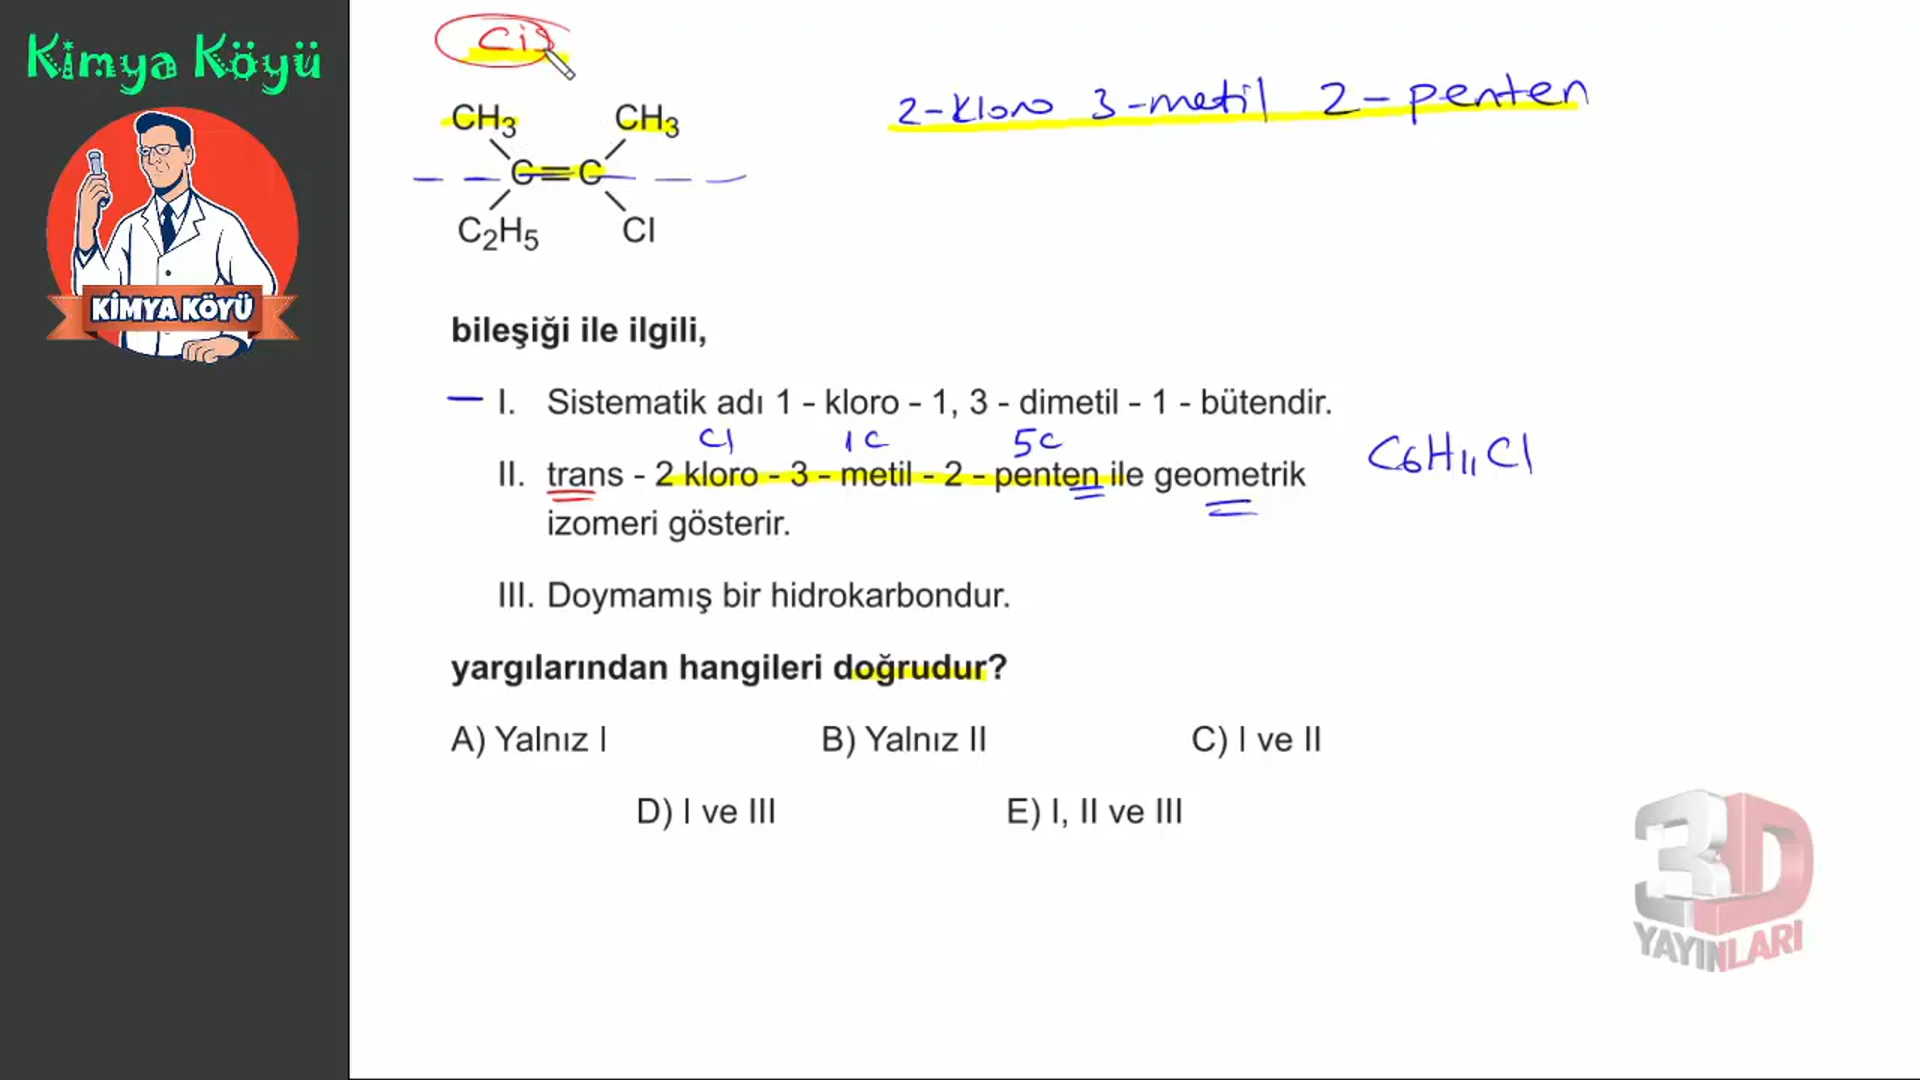 Kimya Köyü
KİMYA KÖYÜ
cis
2-kloro 3-metil 2-penten
CH3 CH3
C=C
C2H5 Cl
bileşiği ile ilgili,
I. Sistematik adı 1 - kloro - 1, 3 - dimetil - 1 - bütendir.
Cl 1C 5C
II. trans - 2 kloro - 3 - metil - 2 - penten ile geometrik
izomeri gösterir.
C6H11Cl
III. Doymamış bir hidrokarbondur.
yargılarından hangileri doğrudur?
A) Yalnız I B) Yalnız II C) I ve II
D) I ve III E) I, II ve III
3D
YAYINLARI